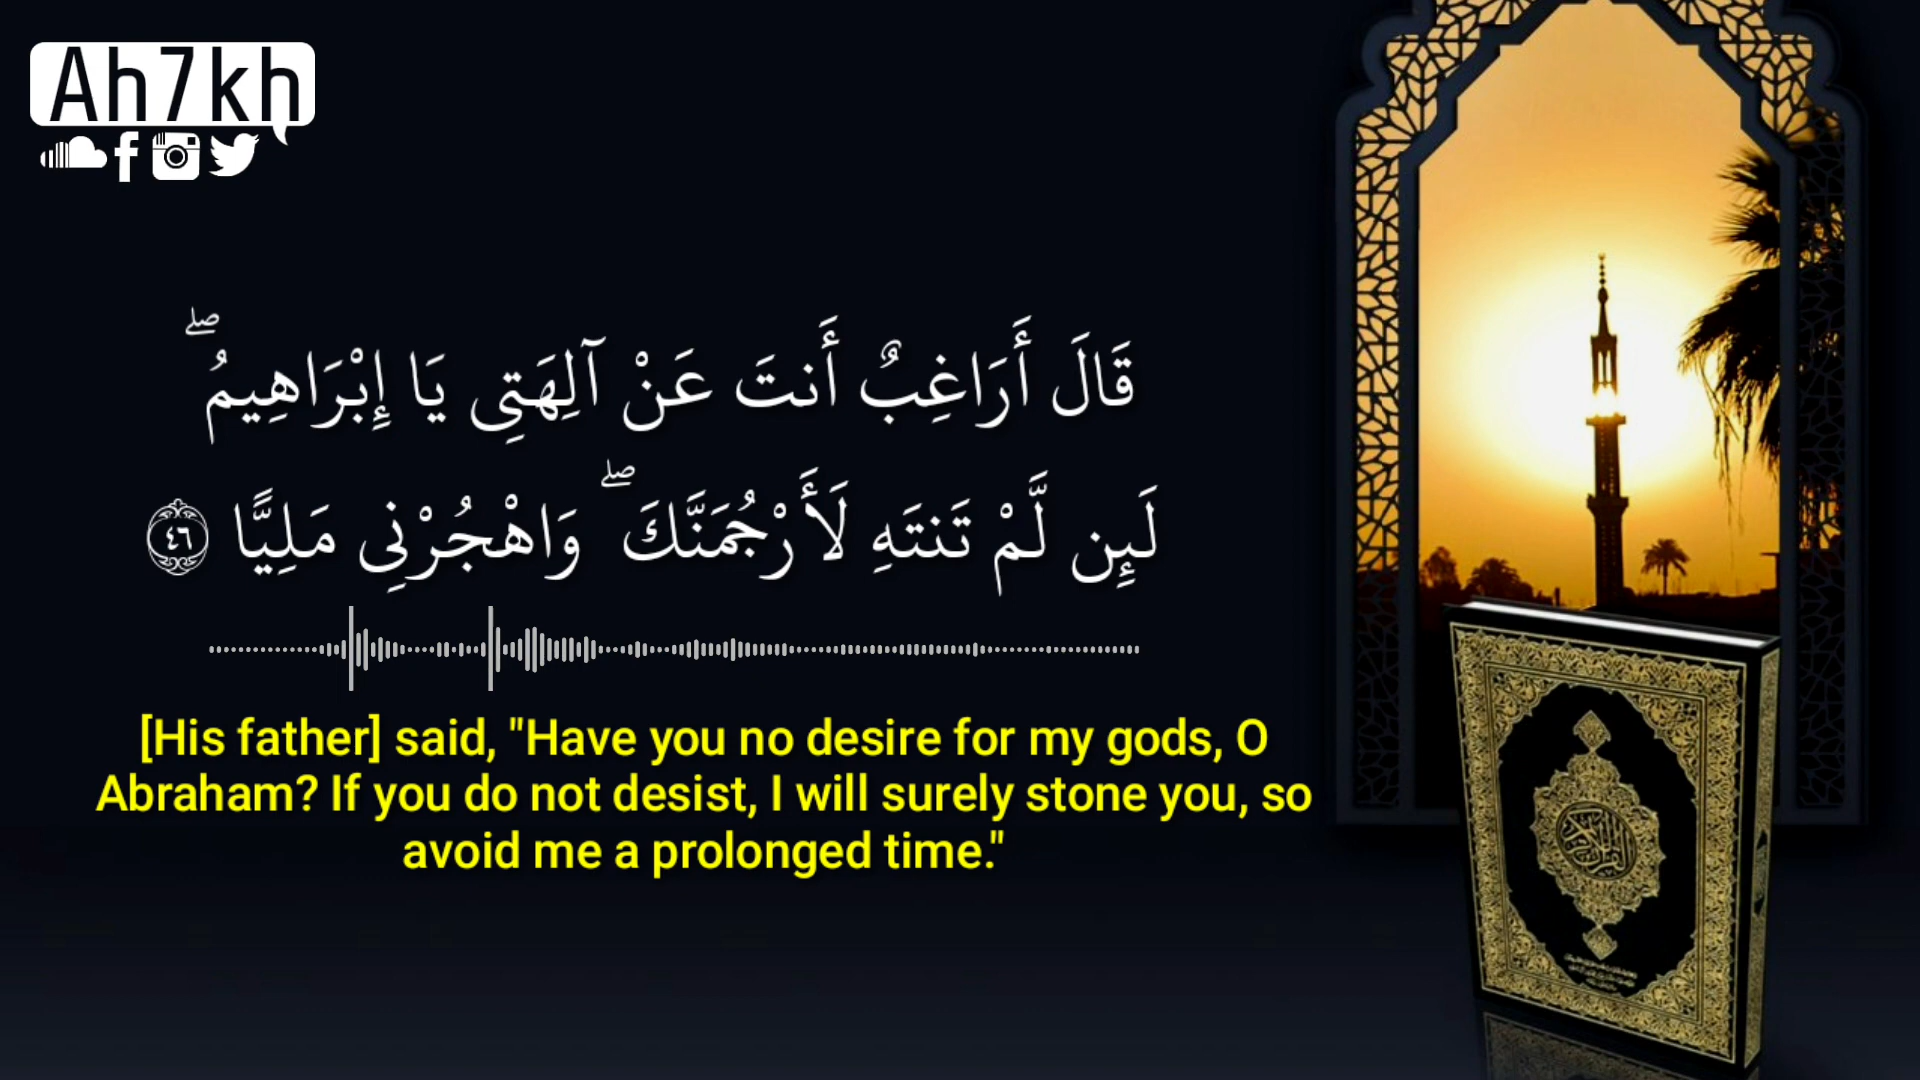 Ah7kh
قَالَ أَرَاغِبٌ أَنتَ عَنْ آلِهَتِي يَا إِبْرَاهِيمُ ۖ
لَئِن لَّمْ تَنتَهِ لَأَرْجُمَنَّكَ ۖ وَاهْجُرْنِي مَلِيًّا ٤٦
[His father] said, "Have you no desire for my gods, O
Abraham? If you do not desist, I will surely stone you, so
avoid me a prolonged time."